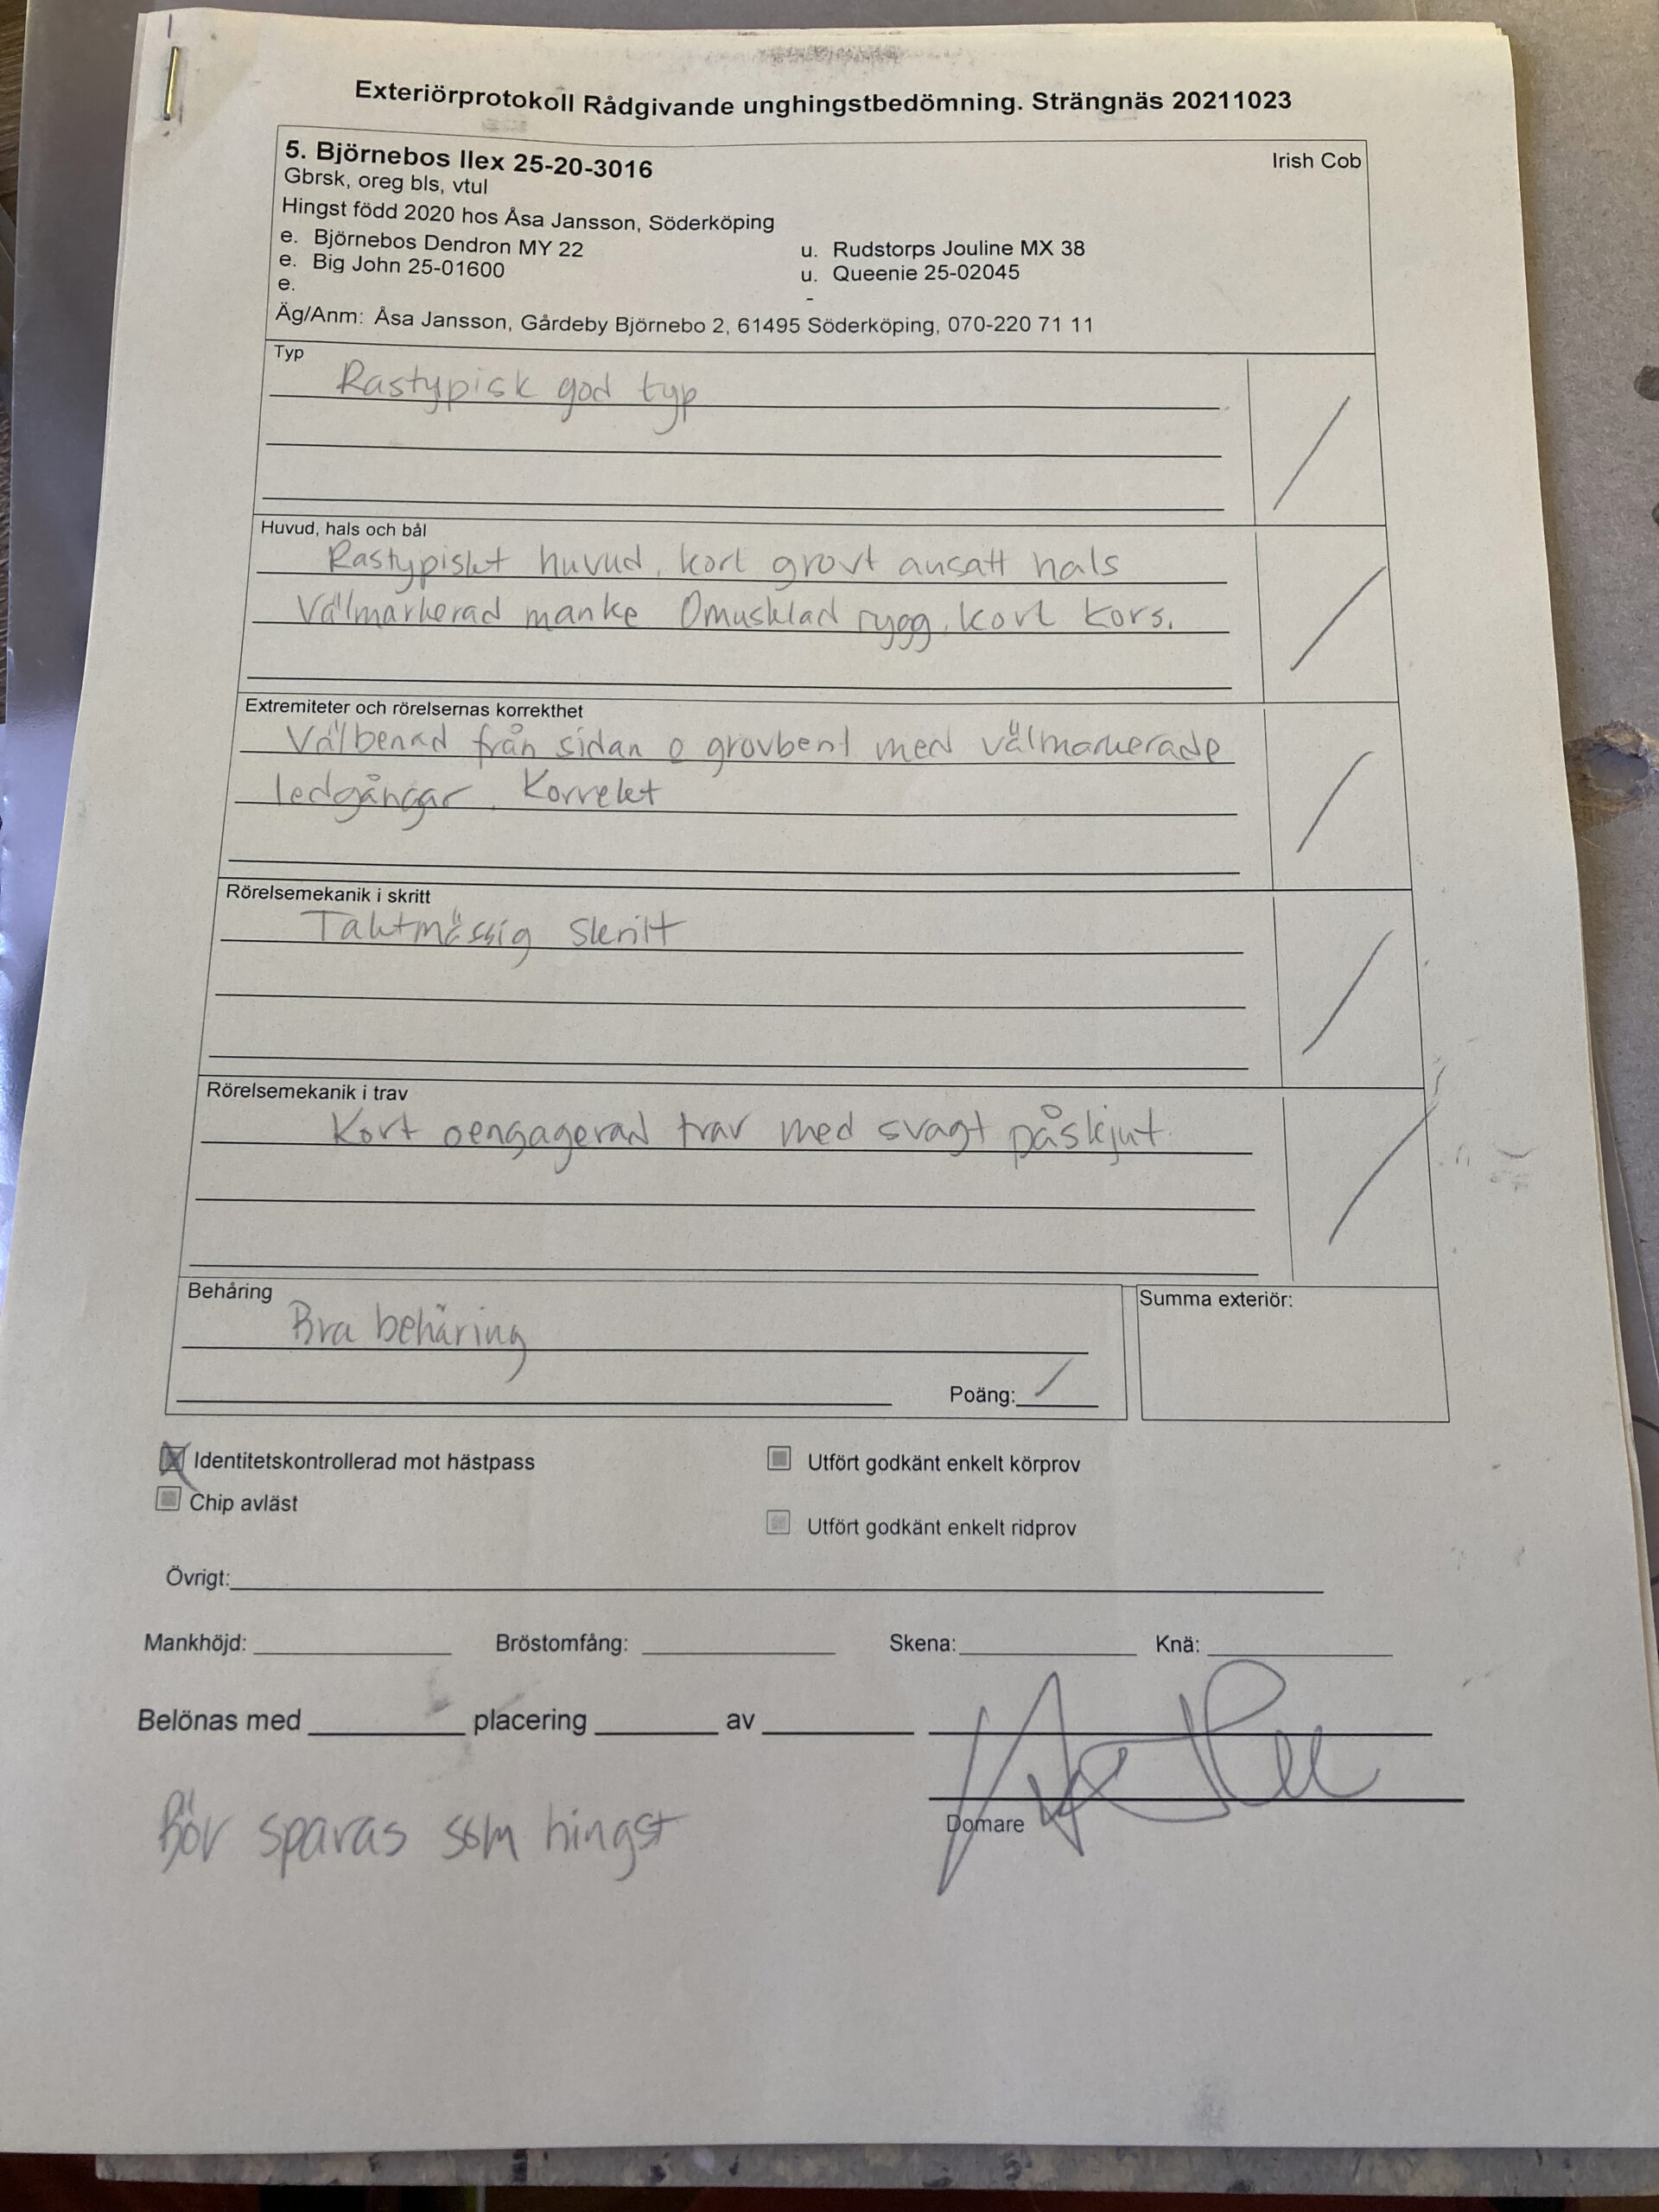 Exteriörprotokoll Rådgivande unghingstbedömning. Strängnäs 20211023
5. Björnebos Ilex 25-20-3016
Irish Cob
Gbrsk, oreg bls, vtul
Hingst född 2020 hos Åsa Jansson, Söderköping
e. Björnebos Dendron MY 22
u. Rudstorps Jouline MX 38
e. Big John 25-01600
u. Queenie 25-02045
e.
-
Äg/Anm: Åsa Jansson, Gårdeby Björnebo 2, 61495 Söderköping, 070-220 71 11
Typ
Rastypisk god typ
Huvud, hals och bål
Rastypiskt huvud, kort grovt ansatt hals
Välmarkerad manke Omusklad rygg, kort kors.
Extremiteter och rörelsernas korrekthet
Välbenad från sidan o grovbent med välmarkerade
ledgångar. Korrekt
Rörelsemekanik i skritt
Taktmässig skritt
Rörelsemekanik i trav
Kort oengagerad trav med svagt påskjut.
Behåring
Bra behåring
Poäng:
Summa exteriör:
Identitetskontrollerad mot hästpass
Utfört godkänt enkelt körprov
Chip avläst
Utfört godkänt enkelt ridprov
Övrigt:
Mankhöjd: Bröstomfång: Skena: Knä:
Belönas med placering av
Domare
Bör sparas som hingst